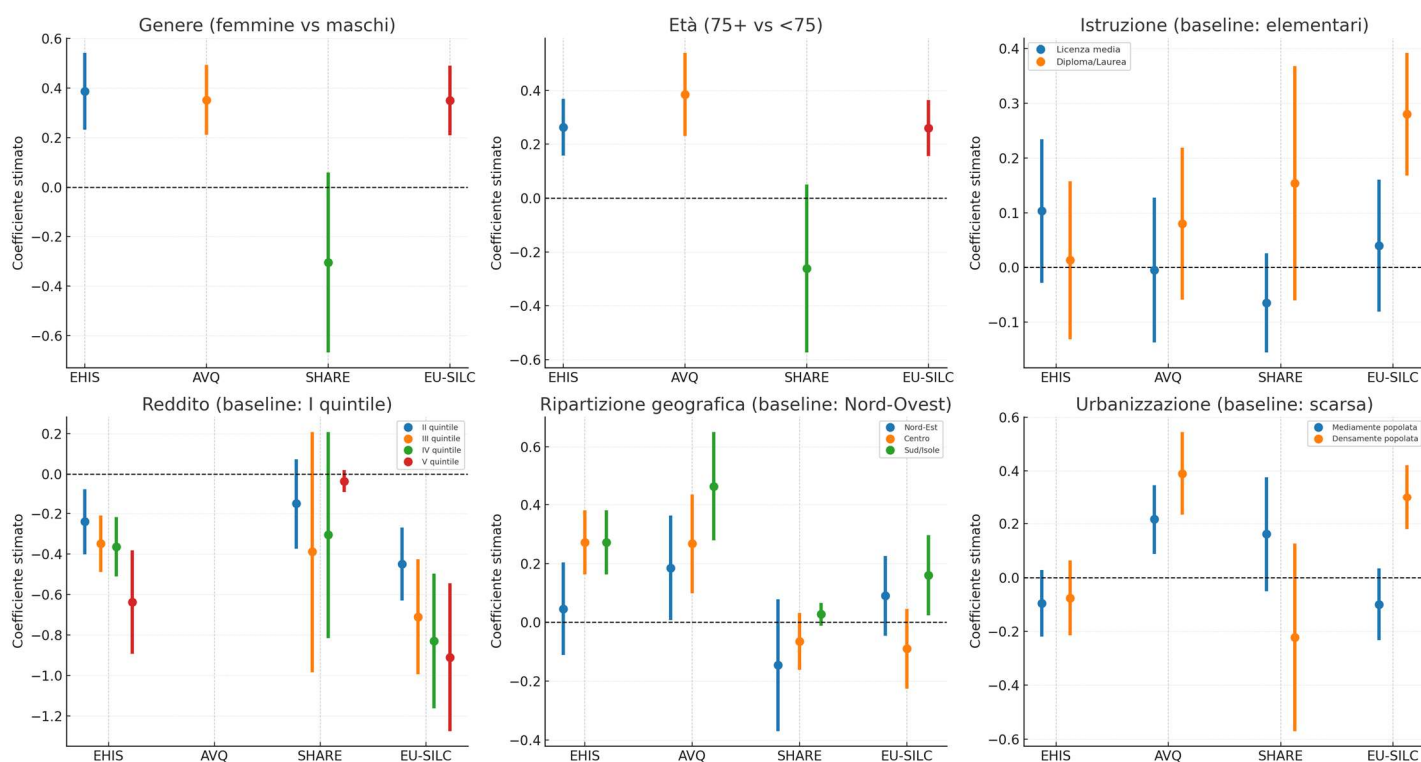 Genere (femmine vs maschi)
Coefficiente stimato
0.6
0.4
0.2
0.0
−0.2
−0.4
−0.6
EHIS
AVQ
SHARE
EU-SILC
Età (75+ vs <75)
Coefficiente stimato
0.4
0.2
0.0
−0.2
−0.4
−0.6
EHIS
AVQ
SHARE
EU-SILC
Istruzione (baseline: elementari)
Licenza media
Diploma/Laurea
Coefficiente stimato
0.4
0.3
0.2
0.1
0.0
−0.1
EHIS
AVQ
SHARE
EU-SILC
Reddito (baseline: I quintile)
II quintile
III quintile
IV quintile
V quintile
Coefficiente stimato
0.2
0.0
−0.2
−0.4
−0.6
−0.8
−1.0
−1.2
EHIS
AVQ
SHARE
EU-SILC
Ripartizione geografica (baseline: Nord-Ovest)
Nord-Est
Centro
Sud/Isole
Coefficiente stimato
0.6
0.4
0.2
0.0
−0.2
−0.4
EHIS
AVQ
SHARE
EU-SILC
Urbanizzazione (baseline: scarsa)
Mediamente popolata
Densamente popolata
Coefficiente stimato
0.6
0.4
0.2
0.0
−0.2
−0.4
−0.6
EHIS
AVQ
SHARE
EU-SILC